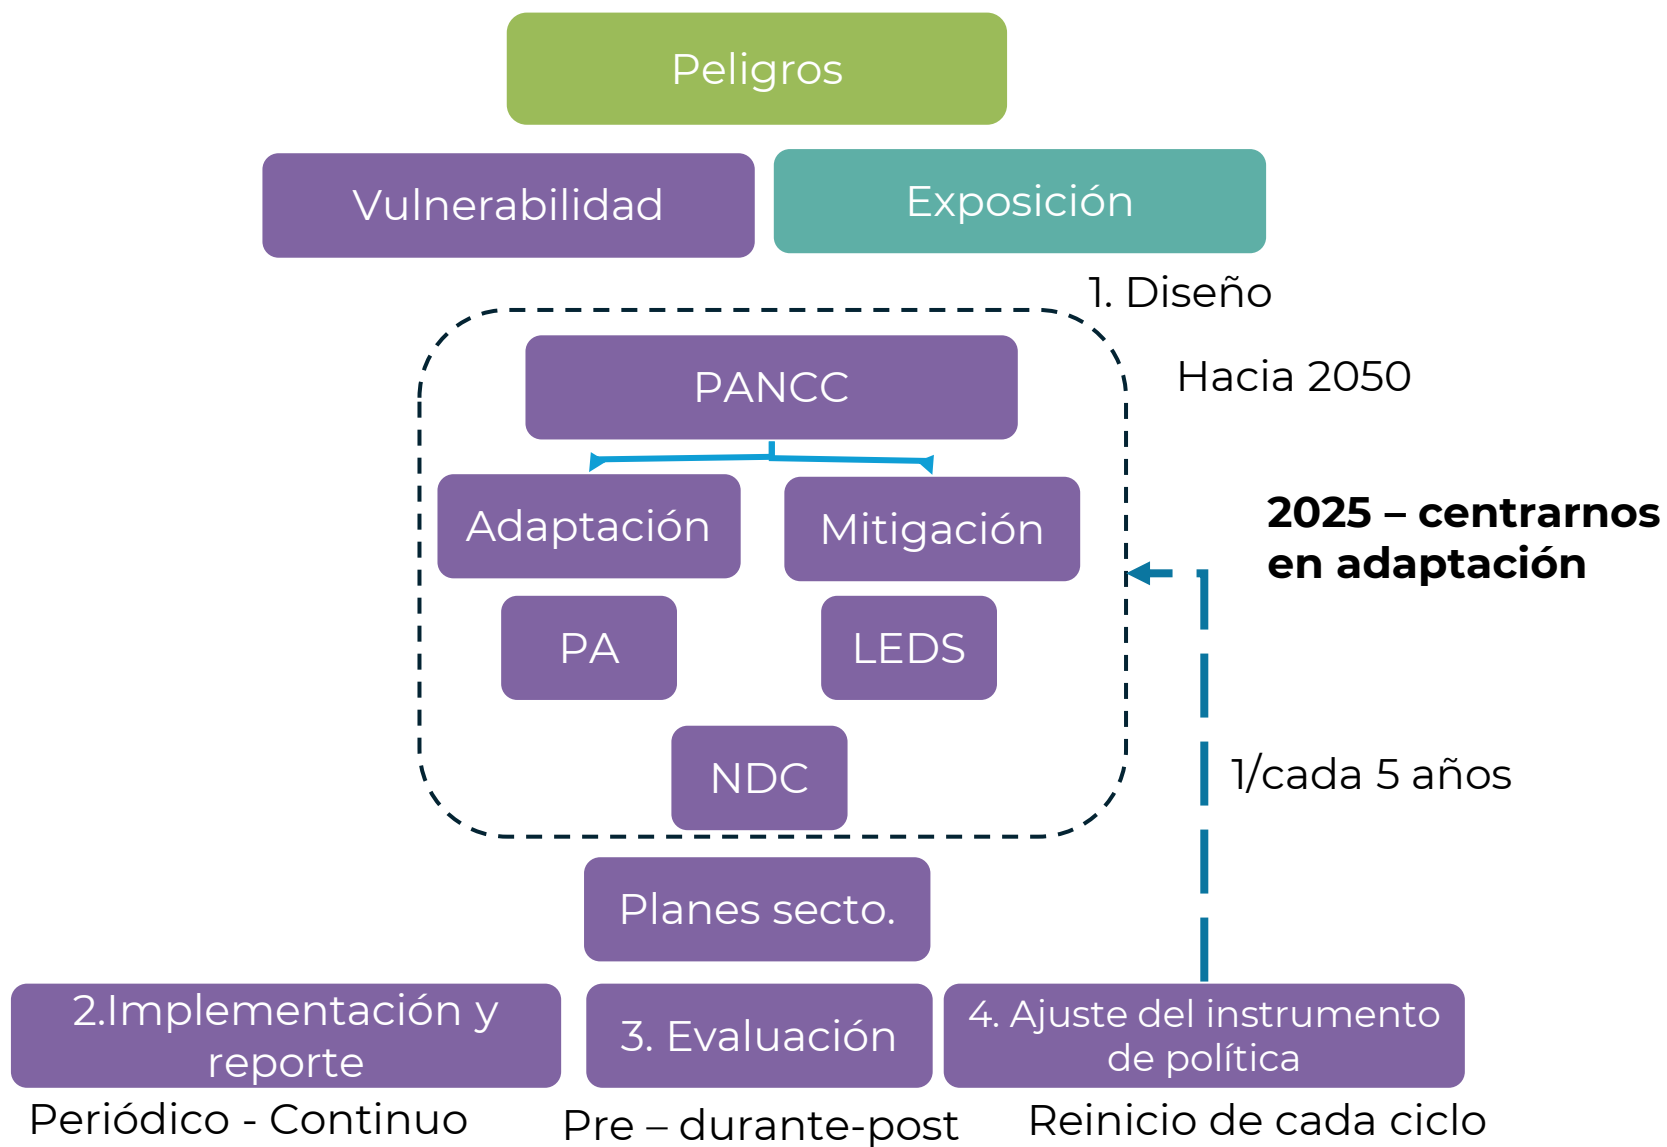 Peligros
Vulnerabilidad
Exposición
1. Diseño
PANCC
Hacia 2050
Adaptación
Mitigación
2025 – centrarnos
en adaptación
PA
LEDS
NDC
1/cada 5 años
Planes secto.
2.Implementación y
reporte
3. Evaluación
4. Ajuste del instrumento
de política
Periódico - Continuo
Pre – durante-post
Reinicio de cada ciclo